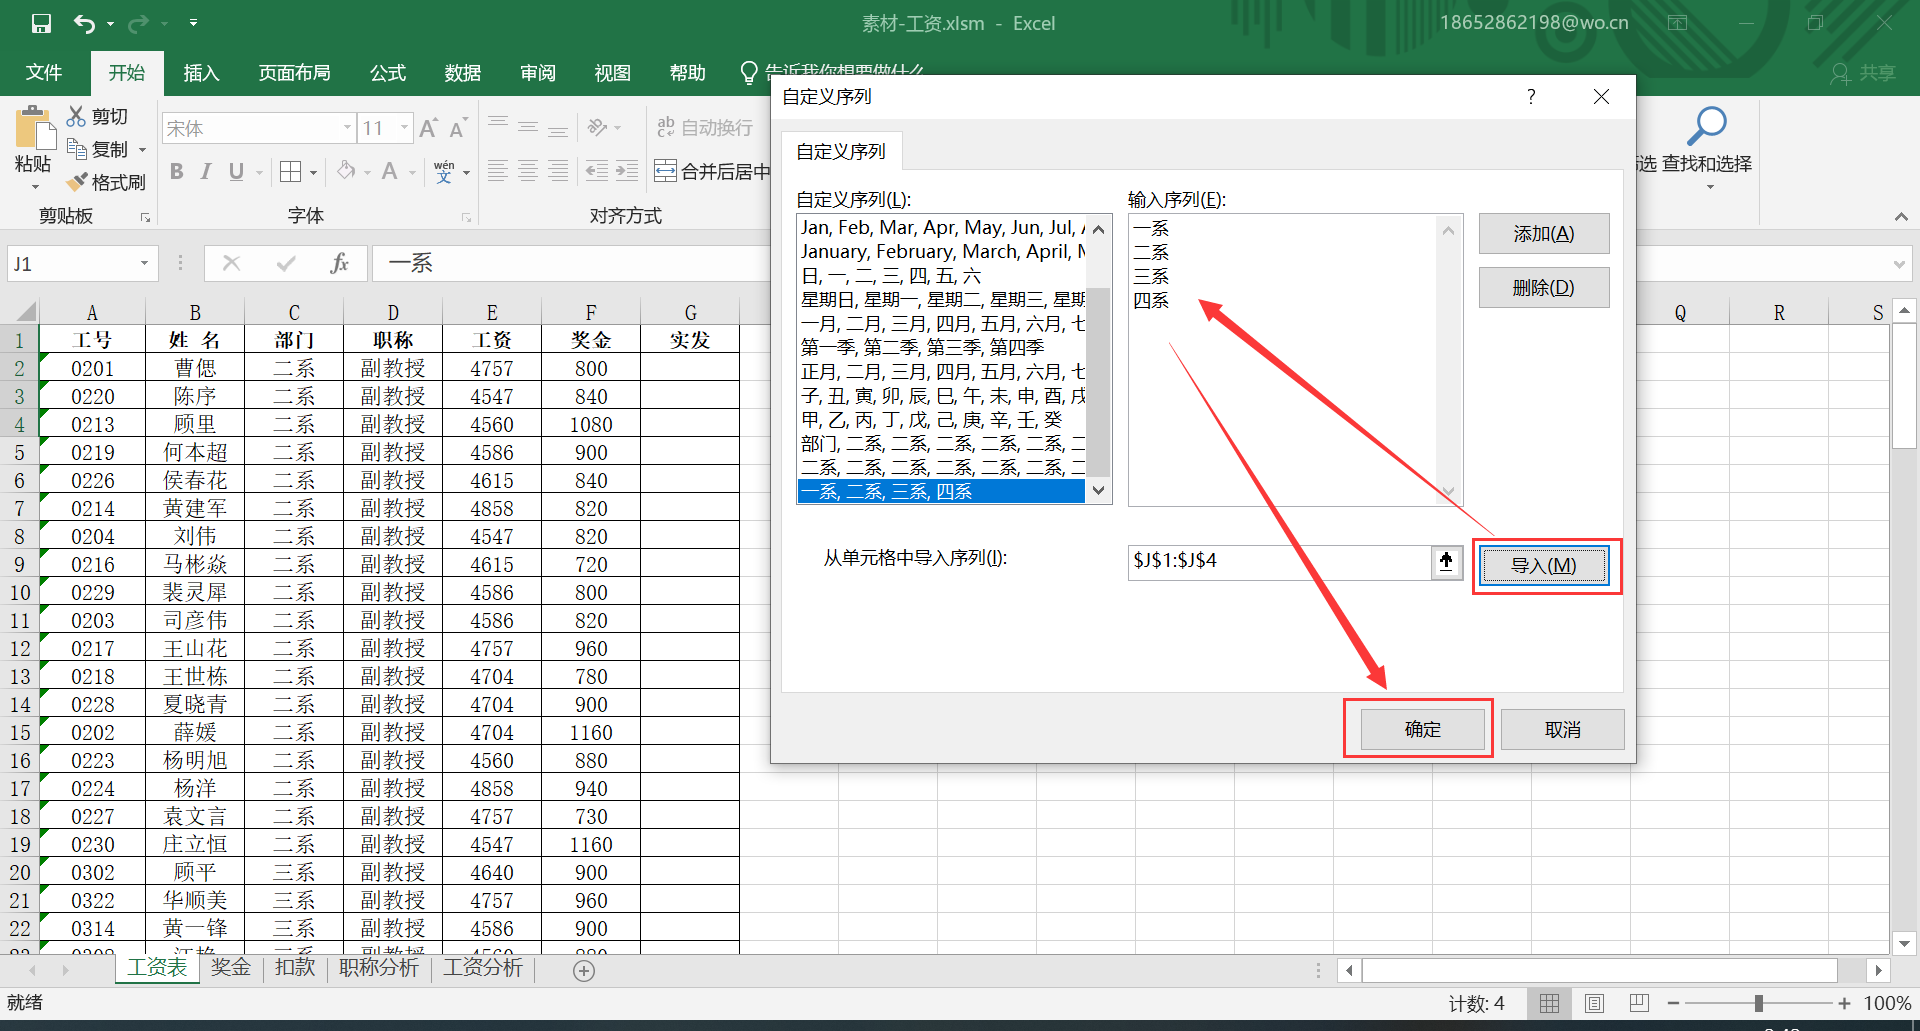 素材-工资.xlsm - Excel
18652862198@wo.cn
文件 开始 插入 页面布局 公式 数据 审阅 视图 帮助 告诉我你想要做什么 共享
粘贴 剪切
复制
格式刷
宋体 11
B I U wén 文
ab 自动换行
合并后居中
选 查找和选择
剪贴板 字体 对齐方式
J1 fx 一系
自定义序列
自定义序列
自定义序列(L):
Jan, Feb, Mar, Apr, May, Jun, Jul, A
January, February, March, April, M
日, 一, 二, 三, 四, 五, 六
星期日, 星期一, 星期二, 星期三, 星期
一月, 二月, 三月, 四月, 五月, 六月, 七
第一季, 第二季, 第三季, 第四季
正月, 二月, 三月, 四月, 五月, 六月, 七
子, 丑, 寅, 卯, 辰, 巳, 午, 未, 申, 酉, 戌
甲, 乙, 丙, 丁, 戊, 己, 庚, 辛, 壬, 癸
部门, 二系, 二系, 二系, 二系, 二系, 二
二系, 二系, 二系, 二系, 二系, 二系, 二
一系, 二系, 三系, 四系
输入序列(E):
一系
二系
三系
四系
添加(A)
删除(D)
从单元格中导入序列(I): $J$1:$J$4 导入(M)
确定 取消
A B C D E F G Q R S
1 工号 姓 名 部门 职称 工资 奖金 实发
2 0201 曹偲 二系 副教授 4757 800
3 0220 陈序 二系 副教授 4547 840
4 0213 顾里 二系 副教授 4560 1080
5 0219 何本超 二系 副教授 4586 900
6 0226 侯春花 二系 副教授 4615 840
7 0214 黄建军 二系 副教授 4858 820
8 0204 刘伟 二系 副教授 4547 820
9 0216 马彬焱 二系 副教授 4615 720
10 0229 裴灵犀 二系 副教授 4586 800
11 0203 司彦伟 二系 副教授 4586 820
12 0217 王山花 二系 副教授 4757 960
13 0218 王世栋 二系 副教授 4704 780
14 0228 夏晓青 二系 副教授 4704 900
15 0202 薛媛 二系 副教授 4704 1160
16 0223 杨明旭 二系 副教授 4560 880
17 0224 杨洋 二系 副教授 4858 940
18 0227 袁文言 二系 副教授 4757 730
19 0230 庄立恒 二系 副教授 4547 1160
20 0302 顾平 三系 副教授 4640 900
21 0322 华顺美 三系 副教授 4757 960
22 0314 黄一锋 三系 副教授 4586 900
工资表 奖金 扣款 职称分析 工资分析
就绪 计数: 4 100%